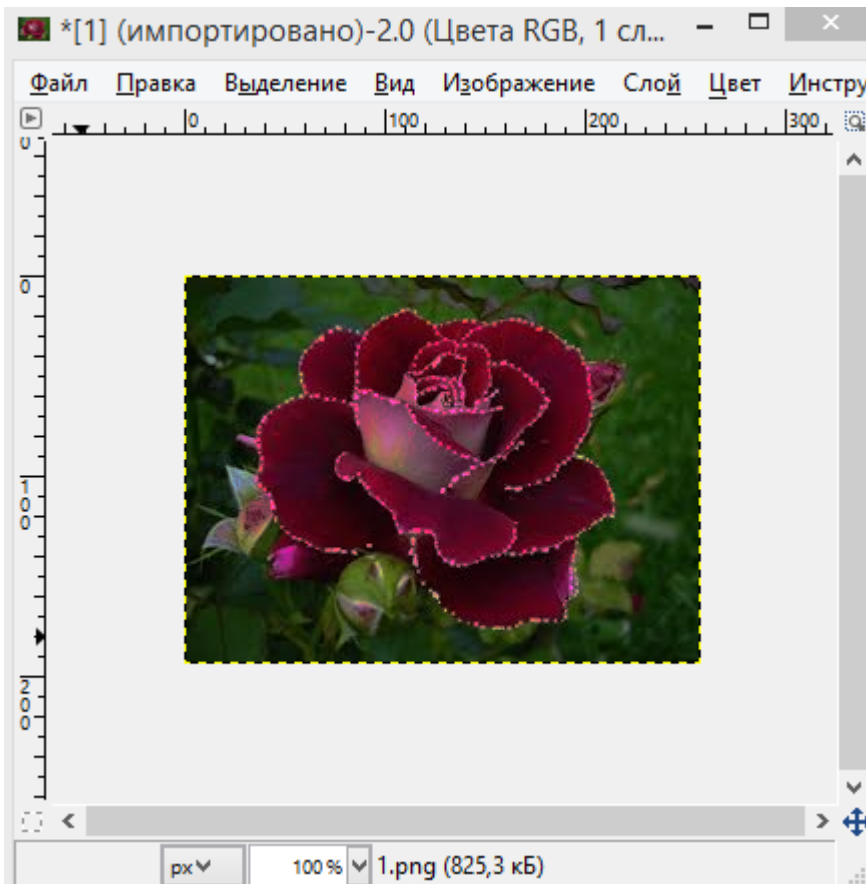 *[1] (импортировано)-2.0 (Цвета RGB, 1 сл...
Файл Правка Выделение Вид Изображение Слой Цвет Инстру
0 100 200 300
0
0
100
200
px 100 % 1.png (825,3 кБ)